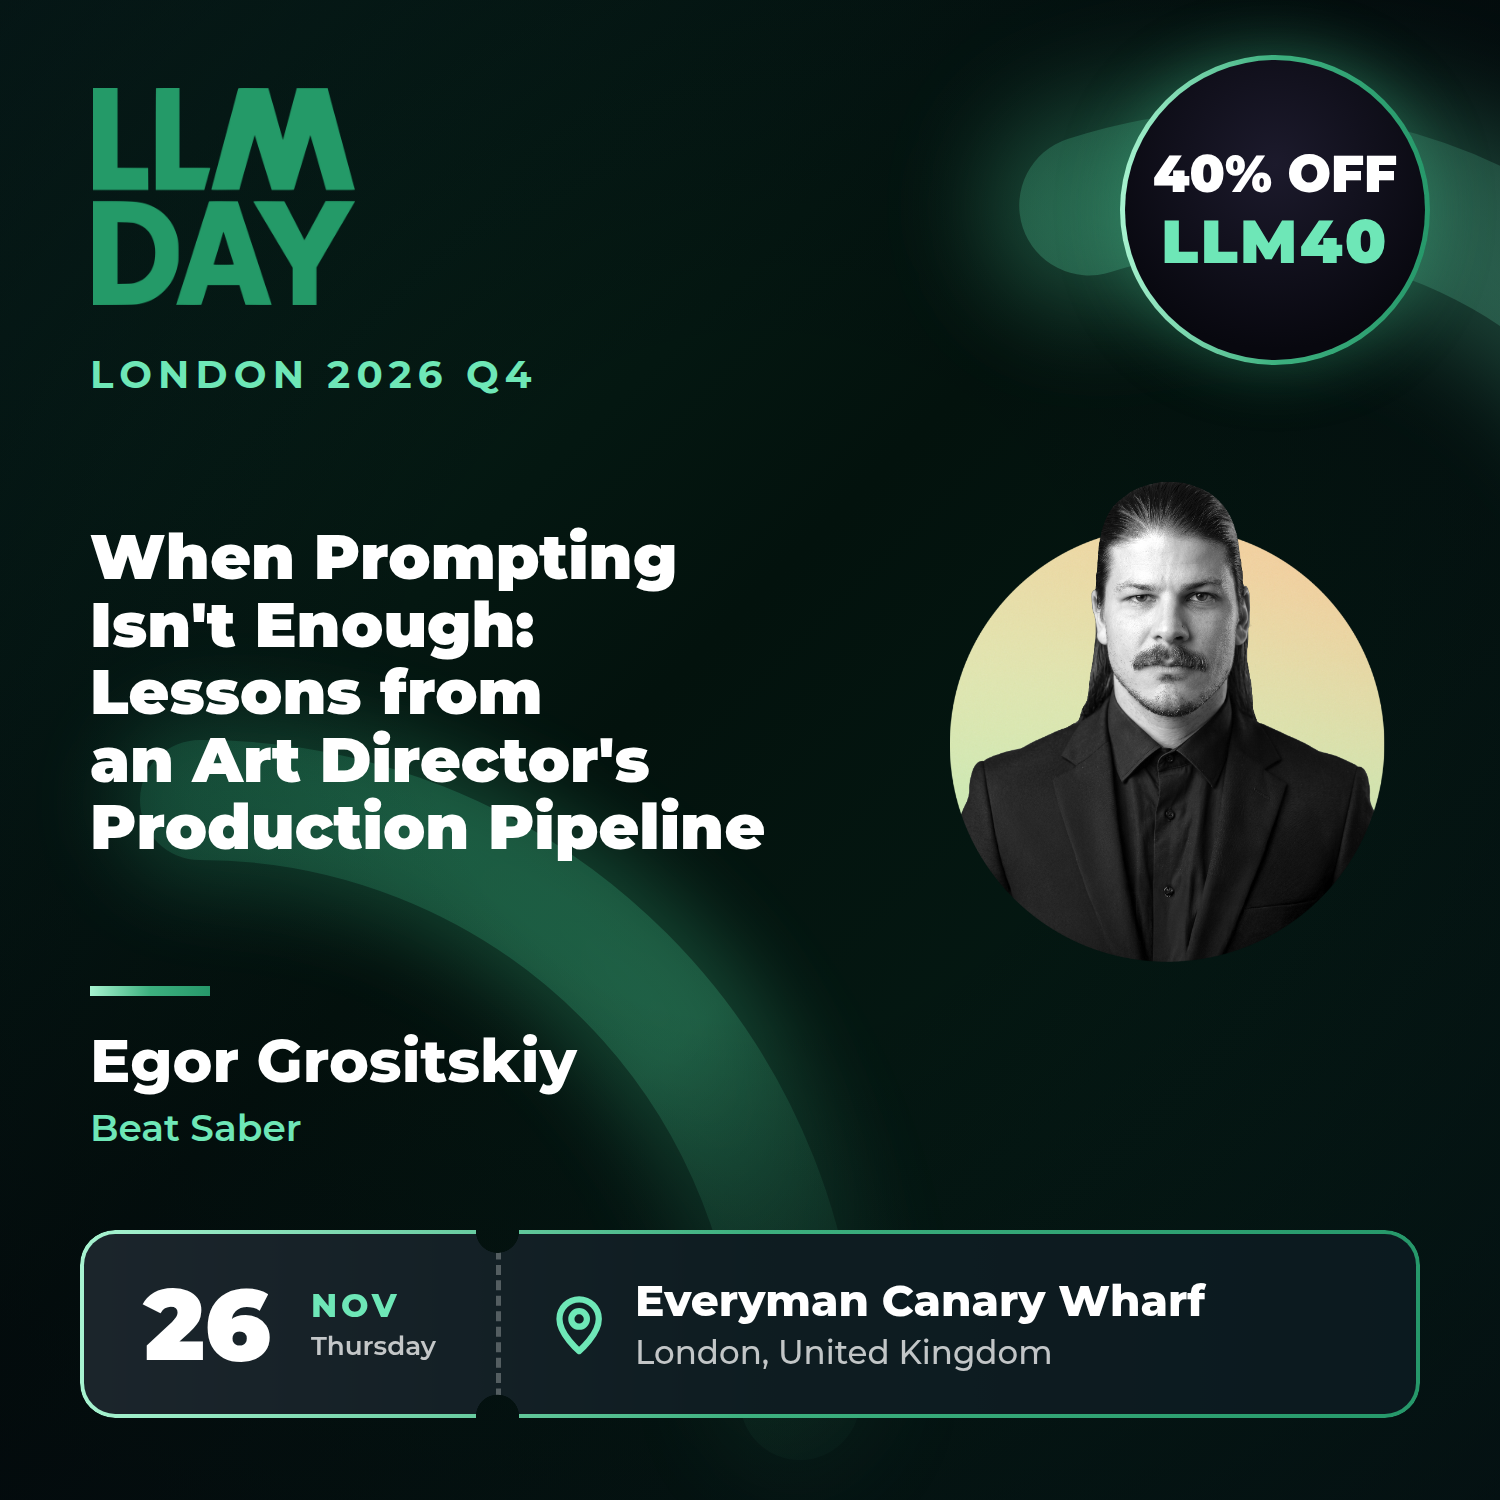 LLM
DAY
LONDON 2026 Q4
40% OFF
LLM40
When Prompting
Isn't Enough:
Lessons from
an Art Director's
Production Pipeline
Egor Grositskiy
Beat Saber
26
NOV
Thursday
Everyman Canary Wharf
London, United Kingdom